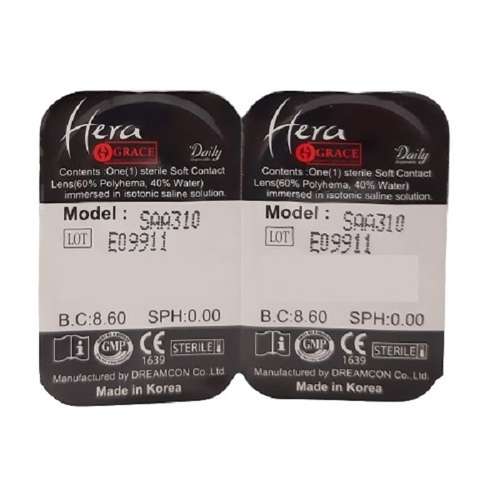 Hera
GRACE
Daily
Contents :One(1) sterile Soft Contact
Lens(60% Polyhema, 40% Water)
immersed in isotonic saline solution.
Model : SAA310
LOT E09911
B.C:8.60 SPH:0.00
GMP
CE
1639
STERILE
Manufactured by DREAMCON Co.,Ltd.
Made in Korea
Hera
GRACE
Daily
Contents :One(1) sterile Soft Contact
Lens(60% Polyhema, 40% Water)
immersed in isotonic saline solution.
Model : SAA310
LOT E09911
B.C:8.60 SPH:0.00
GMP
CE
1639
STERILE
Manufactured by DREAMCON Co.,Ltd.
Made in Korea